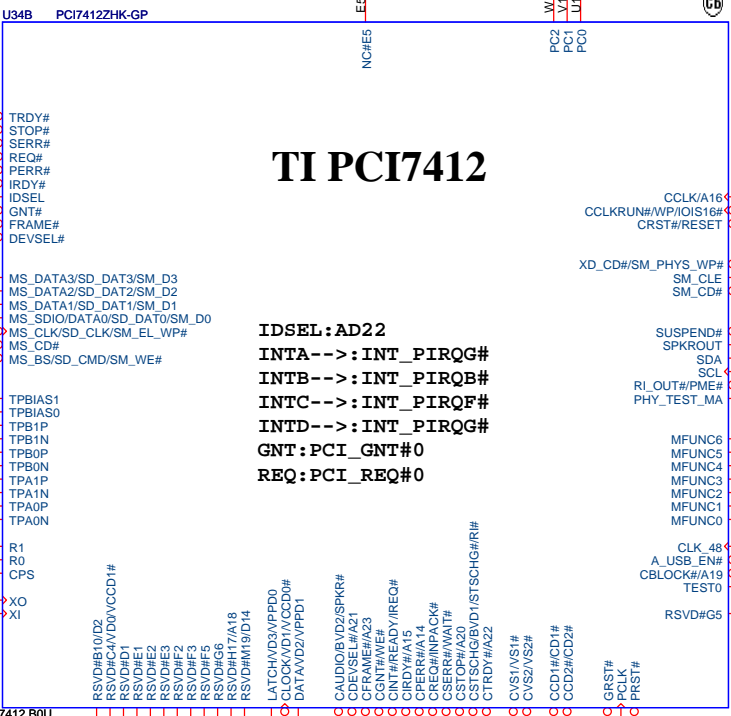 U34B PCI7412ZHK-GP
E5
W
V1
U1
GD
NC#E5
PC2
PC1
PC0
TI PCI7412
TRDY#
STOP#
SERR#
REQ#
PERR#
IRDY#
IDSEL
GNT#
FRAME#
DEVSEL#
CCLK/A16
CCLKRUN#/WP/IOIS16#
CRST#/RESET
XD_CD#/SM_PHYS_WP#
SM_CLE
SM_CD#
MS_DATA3/SD_DAT3/SM_D3
MS_DATA2/SD_DAT2/SM_D2
MS_DATA1/SD_DAT1/SM_D1
MS_SDIO/DATA0/SD_DAT0/SM_D0
MS_CLK/SD_CLK/SM_EL_WP#
MS_CD#
MS_BS/SD_CMD/SM_WE#
IDSEL:AD22
INTA-->:INT_PIRQG#
INTB-->:INT_PIRQB#
INTC-->:INT_PIRQF#
INTD-->:INT_PIRQG#
GNT:PCI_GNT#0
REQ:PCI_REQ#0
SUSPEND#
SPKROUT
SDA
SCL
RI_OUT#/PME#
PHY_TEST_MA
TPBIAS1
TPBIAS0
TPB1P
TPB1N
TPB0P
TPB0N
TPA1P
TPA1N
TPA0P
TPA0N
MFUNC6
MFUNC5
MFUNC4
MFUNC3
MFUNC2
MFUNC1
MFUNC0
R1
R0
CPS
XO
XI
CLK_48
A_USB_EN#
CBLOCK#/A19
TEST0
RSVD#G5
RSVD#B10/D2
RSVD#C4/VD0/VCCD1#
RSVD#D1
RSVD#E1
RSVD#E2
RSVD#E3
RSVD#F2
RSVD#F3
RSVD#F5
RSVD#G6
RSVD#H17/A18
RSVD#M19/D14
LATCH/VD3/VPPD0
CLOCK/VD1/VCCD0#
DATA/VD2/VPPD1
CAUDIO/BVD2/SPKR#
CDEVSEL#/A21
CFRAME#/A23
CGNT#/WE#
CINT#/READY/IREQ#
CIRDY#/A15
CPERR#/A14
CREQ#/INPACK#
CSERR#/WAIT#
CSTOP#/A20
CSTSCHG/BVD1/STSCHG#/RI#
CTRDY#/A22
CVS1/VS1#
CVS2/VS2#
CCD1#/CD1#
CCD2#/CD2#
GRST#
PCLK
PRST#
7412.B0U